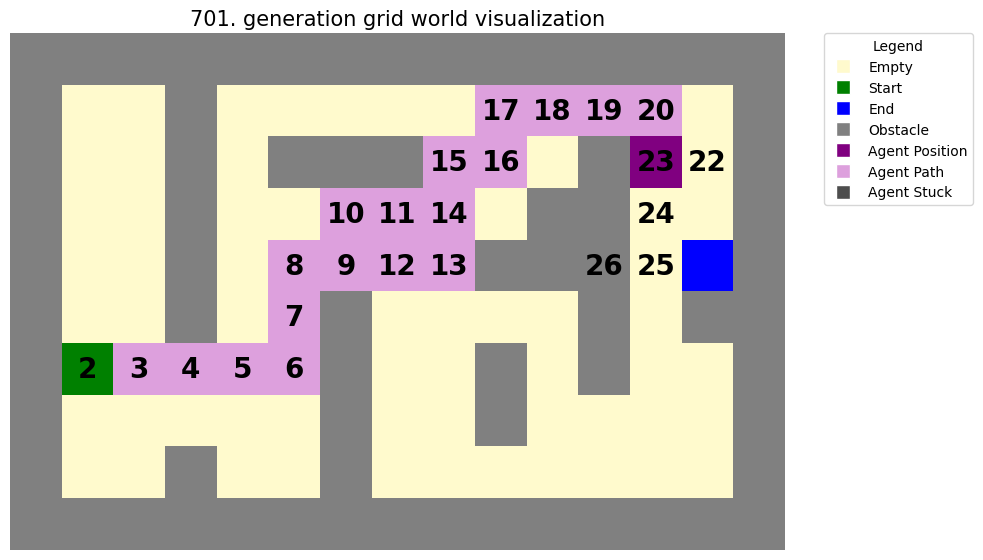 701. generation grid world visualization
17 18 19 20
15 16 23 22
10 11 14 24
8 9 12 13 26 25
7
2 3 4 5 6
Legend
Empty
Start
End
Obstacle
Agent Position
Agent Path
Agent Stuck